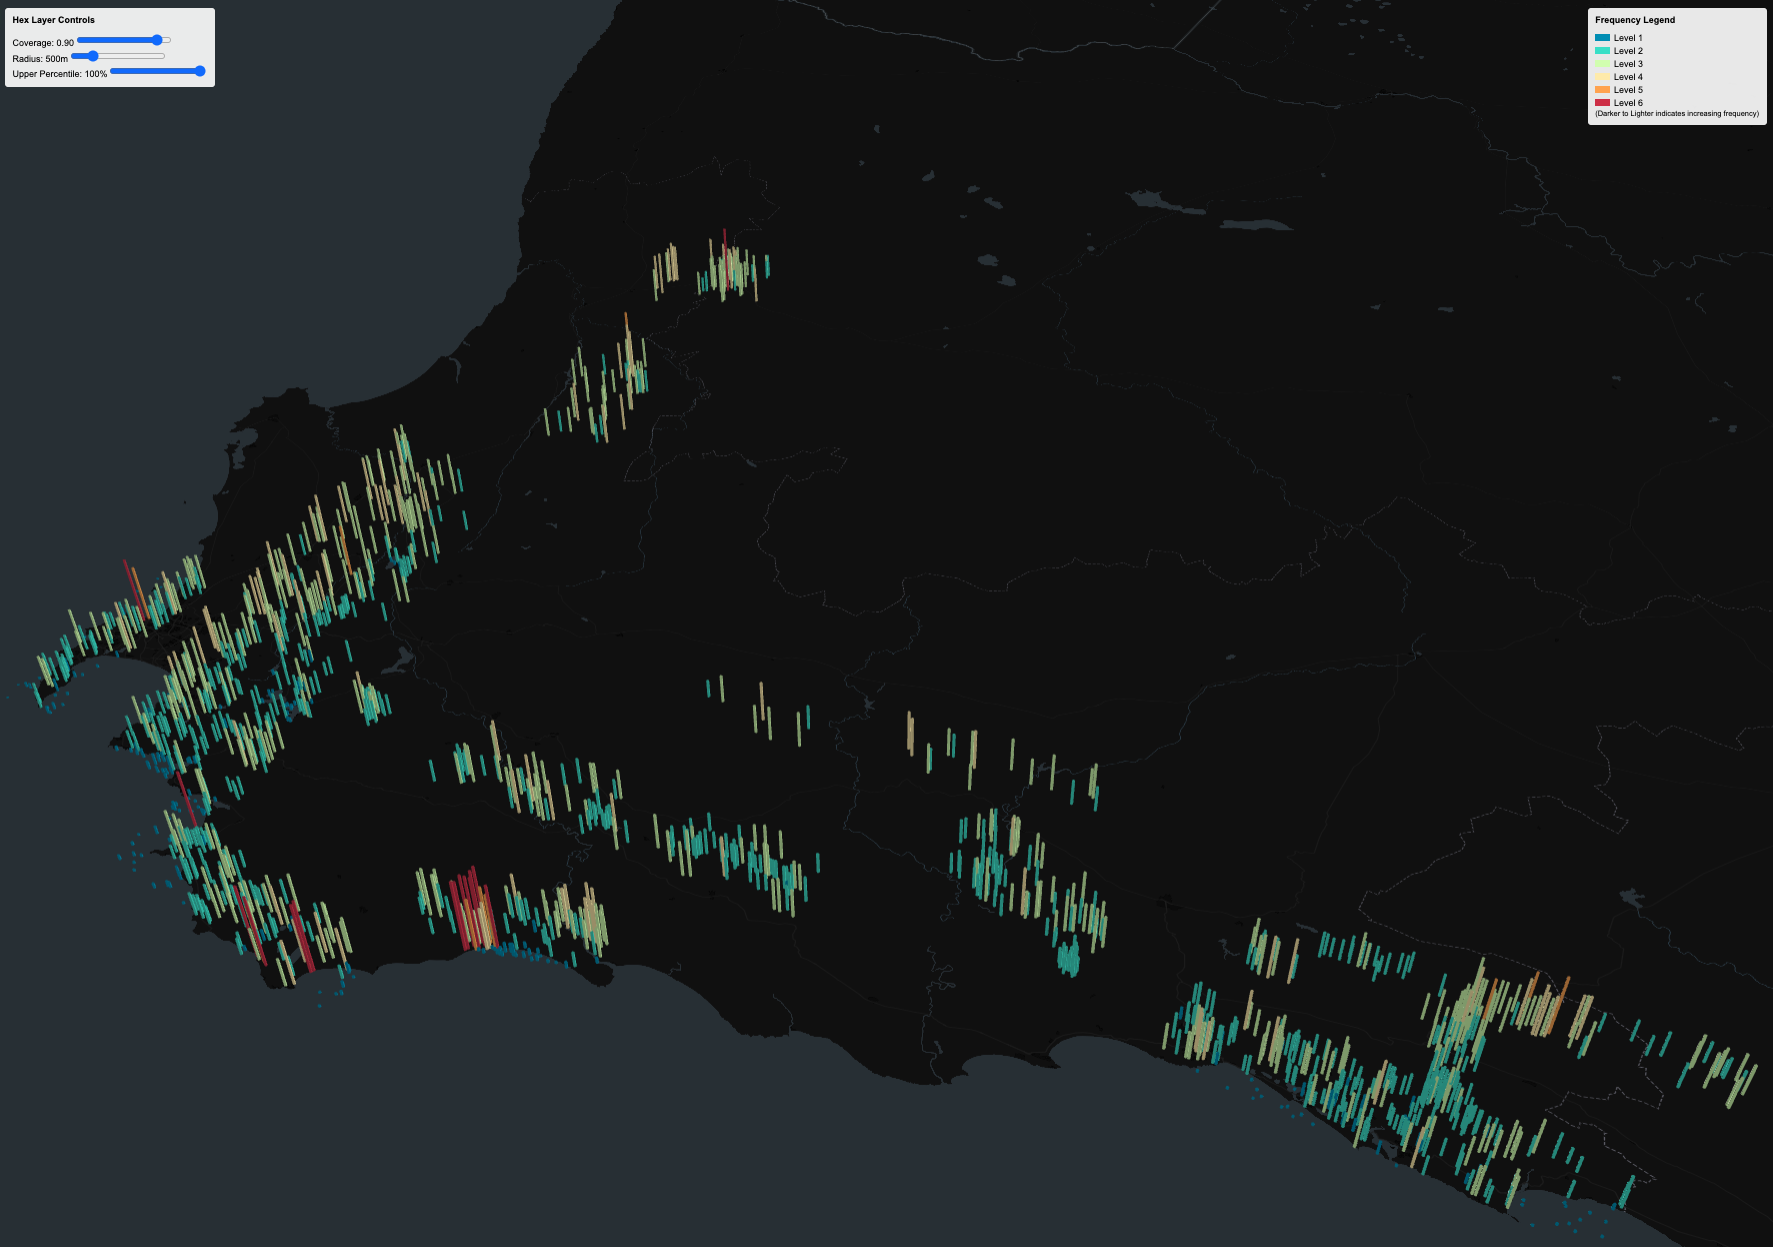 Hex Layer Controls
Coverage: 0.90
Radius: 500m
Upper Percentile: 100%
Frequency Legend
Level 1
Level 2
Level 3
Level 4
Level 5
Level 6
(Darker to Lighter indicates increasing frequency)